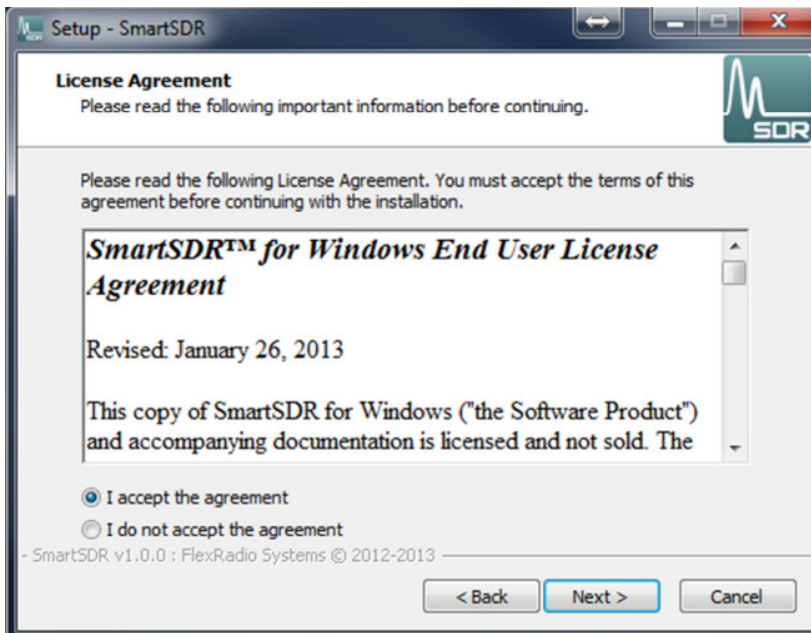 Setup - SmartSDR
License Agreement
Please read the following important information before continuing.
SDR
Please read the following License Agreement. You must accept the terms of this
agreement before continuing with the installation.
SmartSDR™ for Windows End User License
Agreement
Revised: January 26, 2013
This copy of SmartSDR for Windows ("the Software Product")
and accompanying documentation is licensed and not sold. The
I accept the agreement
I do not accept the agreement
- SmartSDR v1.0.0 : FlexRadio Systems © 2012-2013
< Back
Next >
Cancel